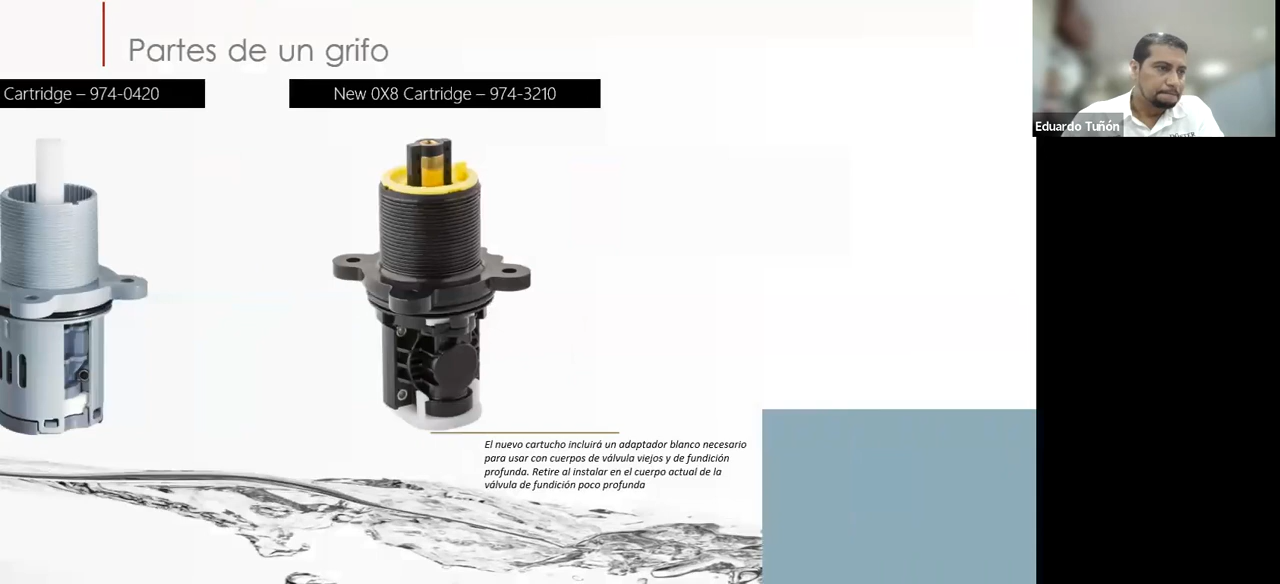 Partes de un grifo
Cartridge – 974-0420
New 0X8 Cartridge – 974-3210
Eduardo Tuñón
El nuevo cartucho incluirá un adaptador blanco necesario
para usar con cuerpos de válvula viejos y de fundición
profunda. Retire al instalar en el cuerpo actual de la
válvula de fundición poco profunda